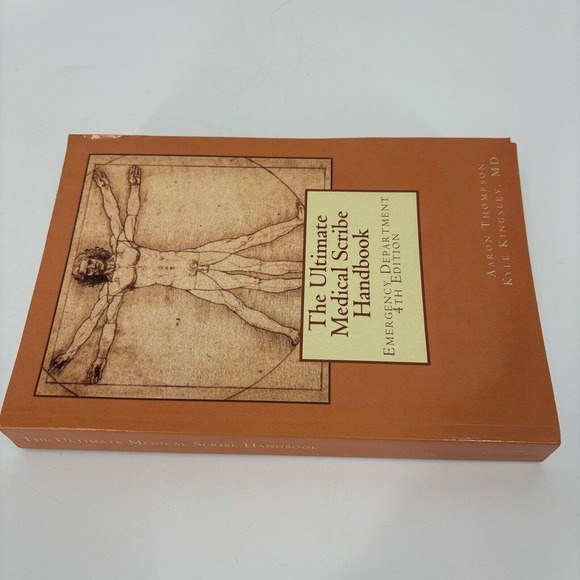 The Ultimate
Medical Scribe
Handbook
Emergency Department
4th Edition
Aaron Thompson
Kyle Kingsley, MD
The Ultimate Medical Scribe Handbook